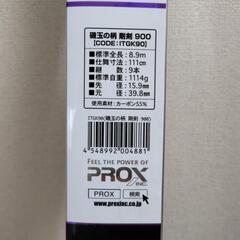 磯玉の柄 剛剣 900
[CODE:ITGK90]
■標準全長：8.9m
■仕舞寸法：111cm
■継数：9本
■標準自重：1114g
■先径：15.9mm
■元径：39.8mm
使用素材：カーボン55%
ITGK90(磯玉の柄 剛剣 900)
4 548992 004881
FEEL THE POWER OF
PROX
INC.
PROX 検索
www.proxinc.co.jp